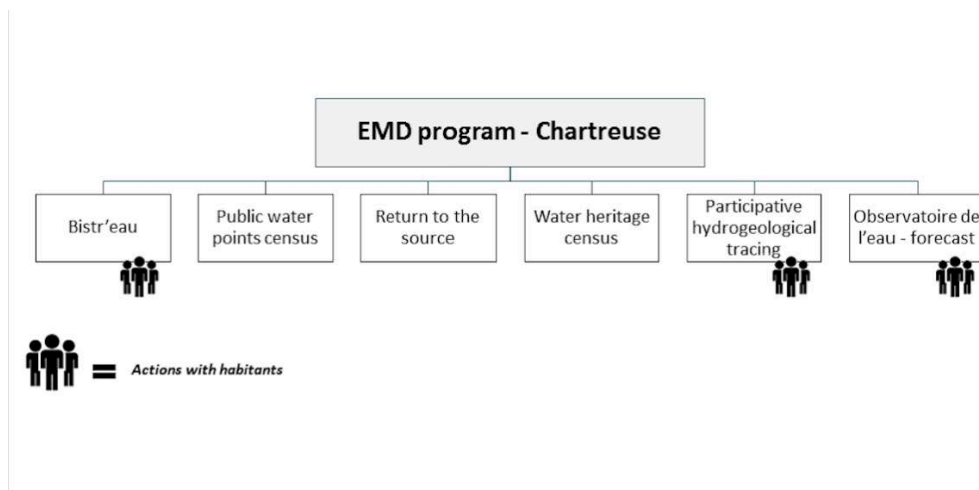 EMD program - Chartreuse
Bistr'eau
Public water
points census
Return to the
source
Water heritage
census
Participative
hydrogeological
tracing
Observatoire de
l'eau - forecast
Actions with habitants